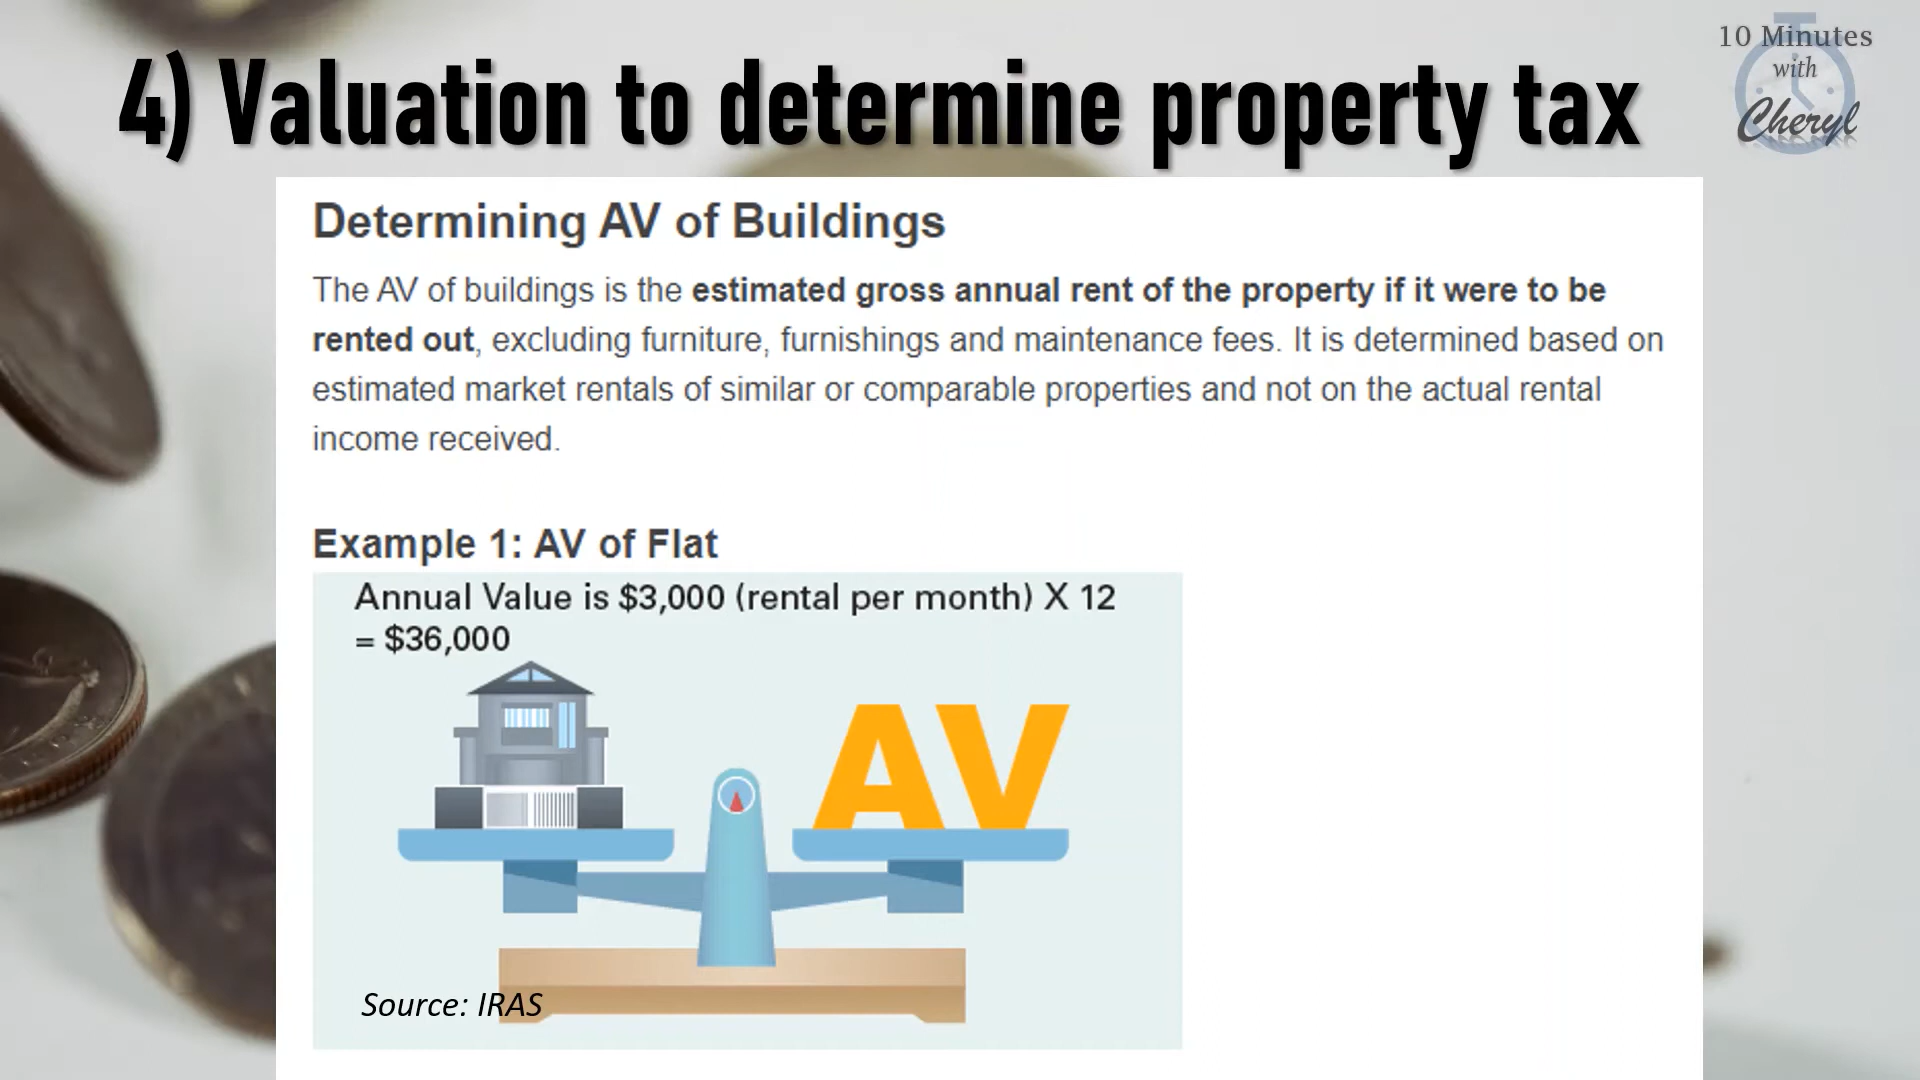 4) Valuation to determine property tax
10 Minutes
with
Cheryl
Determining AV of Buildings
The AV of buildings is the estimated gross annual rent of the property if it were to be
rented out, excluding furniture, furnishings and maintenance fees. It is determined based on
estimated market rentals of similar or comparable properties and not on the actual rental
income received.
Example 1: AV of Flat
Annual Value is $3,000 (rental per month) X 12
= $36,000
AV
Source: IRAS